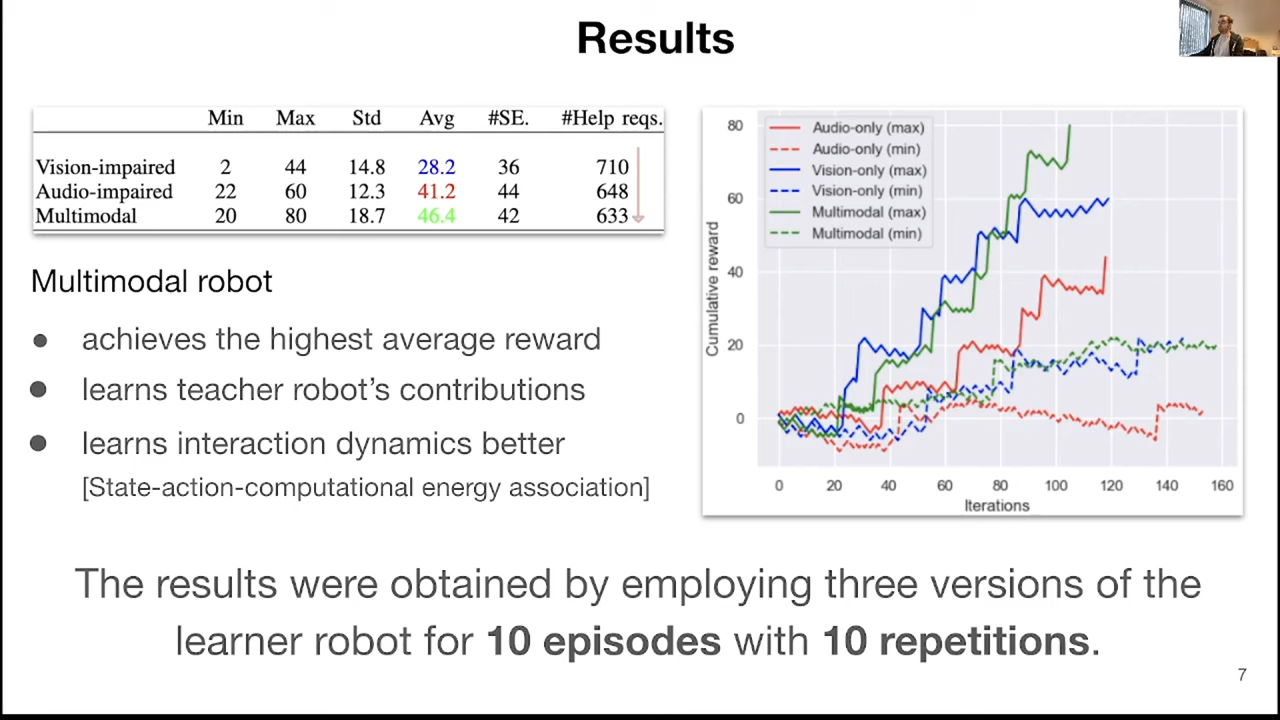 Results
Min Max Std Avg #SE. #Help reqs.
Vision-impaired 2 44 14.8 28.2 36 710
Audio-impaired 22 60 12.3 41.2 44 648
Multimodal 20 80 18.7 46.4 42 633
Multimodal robot
● achieves the highest average reward
● learns teacher robot's contributions
● learns interaction dynamics better
[State-action-computational energy association]
Audio-only (max)
Audio-only (min)
Vision-only (max)
Vision-only (min)
Multimodal (max)
Multimodal (min)
Cumulative reward
80
60
40
20
0
0 20 40 60 80 100 120 140 160
Iterations
The results were obtained by employing three versions of the
learner robot for 10 episodes with 10 repetitions.
7